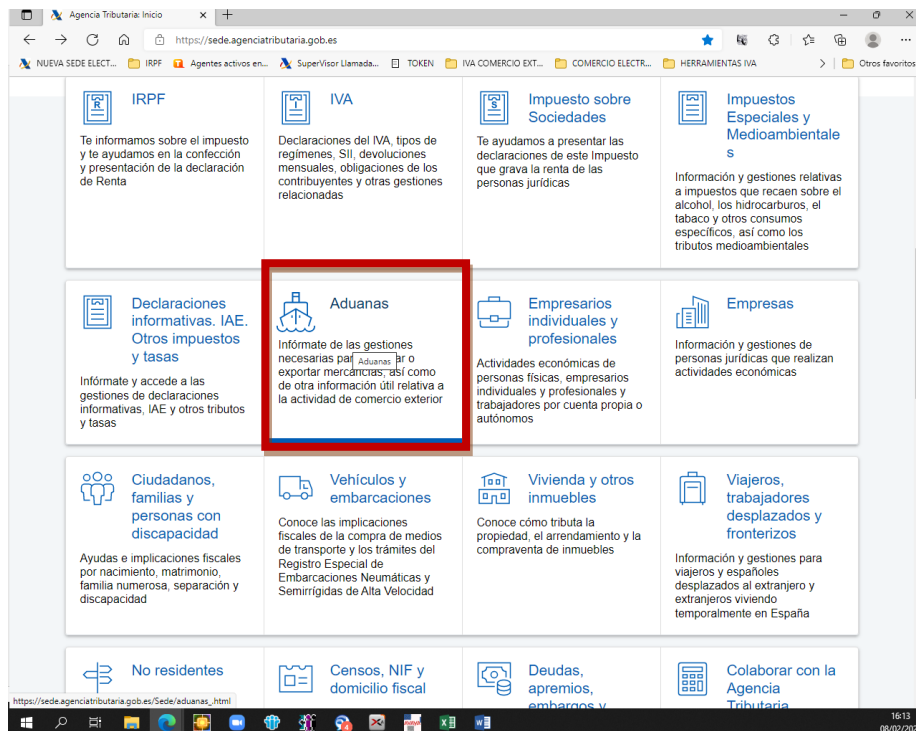 Agencia Tributaria: Inicio
https://sede.agenciatributaria.gob.es
NUEVA SEDE ELECT...
IRPF
Agentes activos en...
SuperVisor Llamada...
TOKEN
IVA COMERCIO EXT...
COMERCIO ELECTR...
HERRAMIENTAS IVA
Otros favoritos
IRPF
Te informamos sobre el impuesto
y te ayudamos en la confección
y presentación de la declaración
de Renta
IVA
Declaraciones del IVA, tipos de
regímenes, SII, devoluciones
mensuales, obligaciones de los
contribuyentes y otras gestiones
relacionadas
Impuesto sobre
Sociedades
Te ayudamos a presentar las
declaraciones de este Impuesto
que grava la renta de las
personas jurídicas
Impuestos
Especiales y
Medioambientale
s
Información y gestiones relativas
a impuestos que recaen sobre el
alcohol, los hidrocarburos, el
tabaco y otros consumos
específicos, así como los
tributos medioambientales
Declaraciones
informativas. IAE.
Otros impuestos
y tasas
Infórmate y accede a las
gestiones de declaraciones
informativas, IAE y otros tributos
y tasas
Aduanas
Infórmate de las gestiones
necesarias par ar o
Aduanas
exportar mercancías, así como
de otra información útil relativa a
la actividad de comercio exterior
Empresarios
individuales y
profesionales
Actividades económicas de
personas físicas, empresarios
individuales y profesionales y
trabajadores por cuenta propia o
autónomos
Empresas
Información y gestiones de
personas jurídicas que realizan
actividades económicas
Ciudadanos,
familias y
personas con
discapacidad
Ayudas e implicaciones fiscales
por nacimiento, matrimonio,
familia numerosa, separación y
discapacidad
Vehículos y
embarcaciones
Conoce las implicaciones
fiscales de la compra de medios
de transporte y los trámites del
Registro Especial de
Embarcaciones Neumáticas y
Semirrígidas de Alta Velocidad
Vivienda y otros
inmuebles
Conoce cómo tributa la
propiedad, el arrendamiento y la
compraventa de inmuebles
Viajeros,
trabajadores
desplazados y
fronterizos
Información y gestiones para
viajeros y españoles
desplazados al extranjero y
extranjeros viviendo
temporalmente en España
No residentes
Censos, NIF y
domicilio fiscal
Deudas,
apremios,
embargos y
Colaborar con la
Agencia
Tributaria
https://sede.agenciatributaria.gob.es/Sede/aduanas_.html
16:13
08/02/202